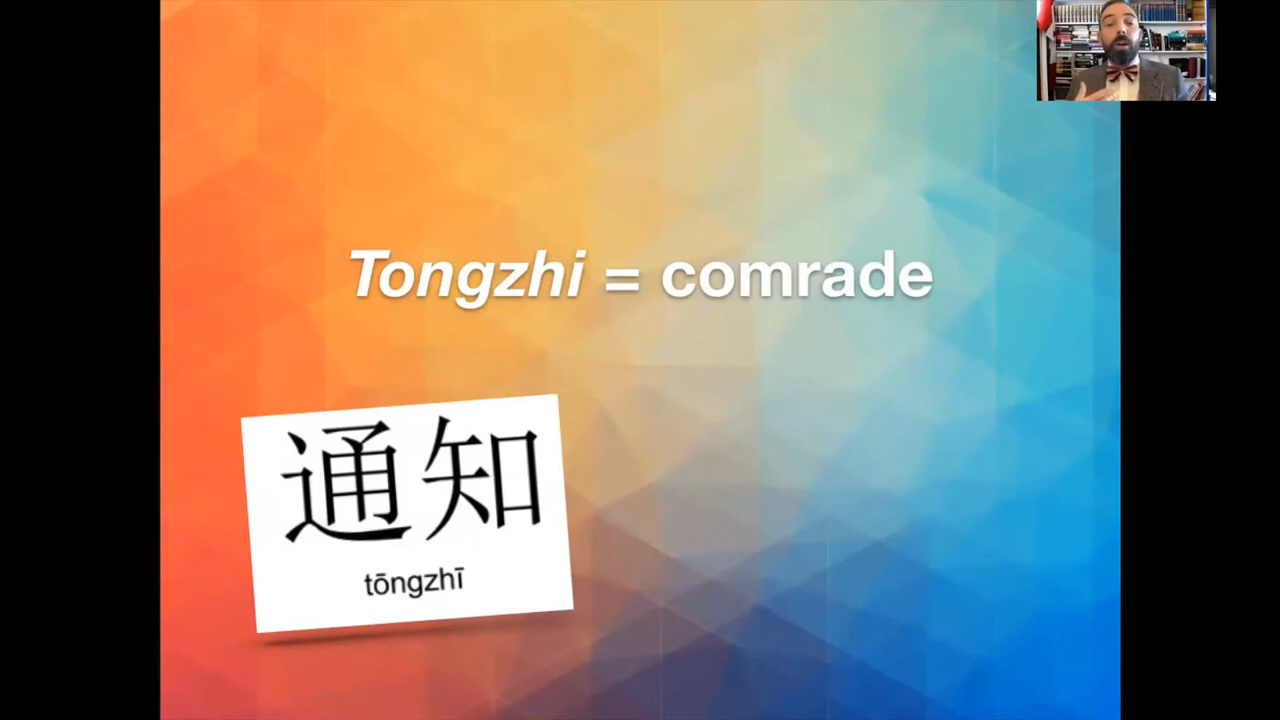 Tongzhi = comrade
通知
tōngzhī